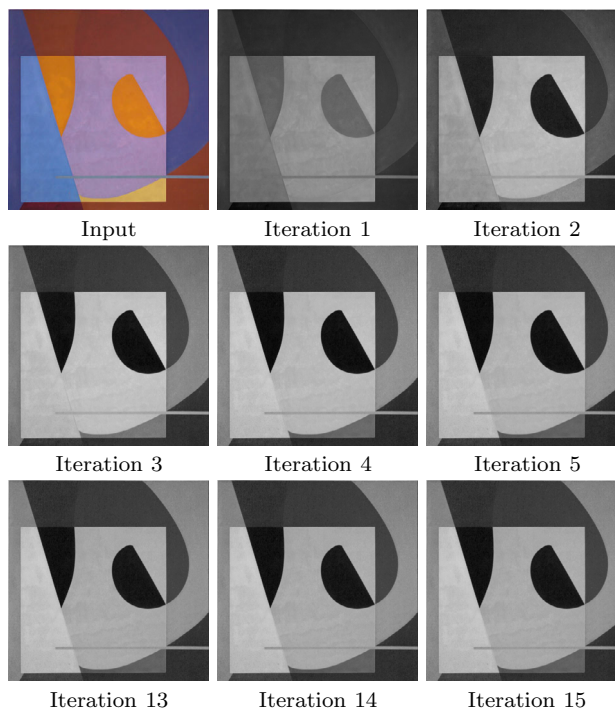 Input
Iteration 1
Iteration 2
Iteration 3
Iteration 4
Iteration 5
Iteration 13
Iteration 14
Iteration 15